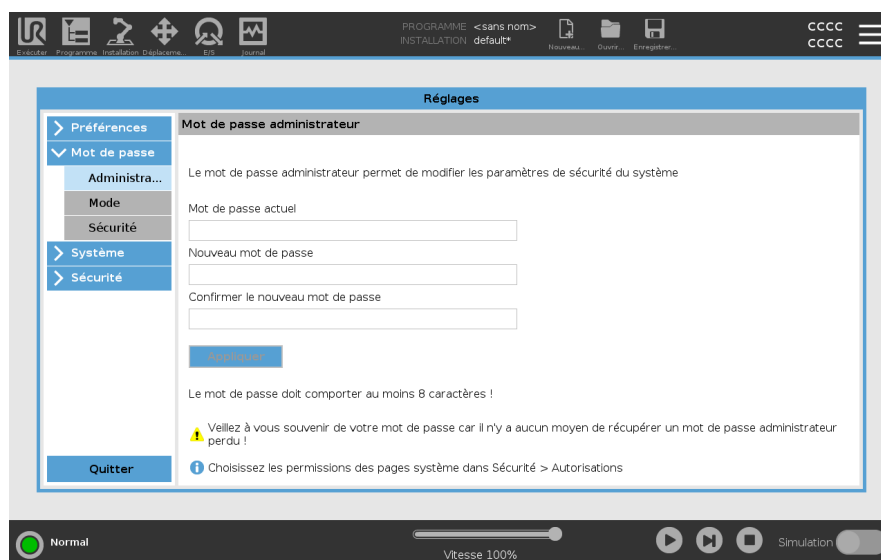 PROGRAMME <sans nom>
INSTALLATION default*
CCCC
CCCC
Exécuter Programme Installation Déplaceme... E/S Journal Nouveau... Ouvrir... Enregistrer...
Réglages
Préférences
Mot de passe
Administra...
Mode
Sécurité
Système
Sécurité
Quitter
Mot de passe administrateur
Le mot de passe administrateur permet de modifier les paramètres de sécurité du système
Mot de passe actuel
Nouveau mot de passe
Confirmer le nouveau mot de passe
Appliquer
Le mot de passe doit comporter au moins 8 caractères !
Veillez à vous souvenir de votre mot de passe car il n'y a aucun moyen de récupérer un mot de passe administrateur
perdu !
Choisissez les permissions des pages système dans Sécurité > Autorisations
Normal
Vitesse 100%
Simulation